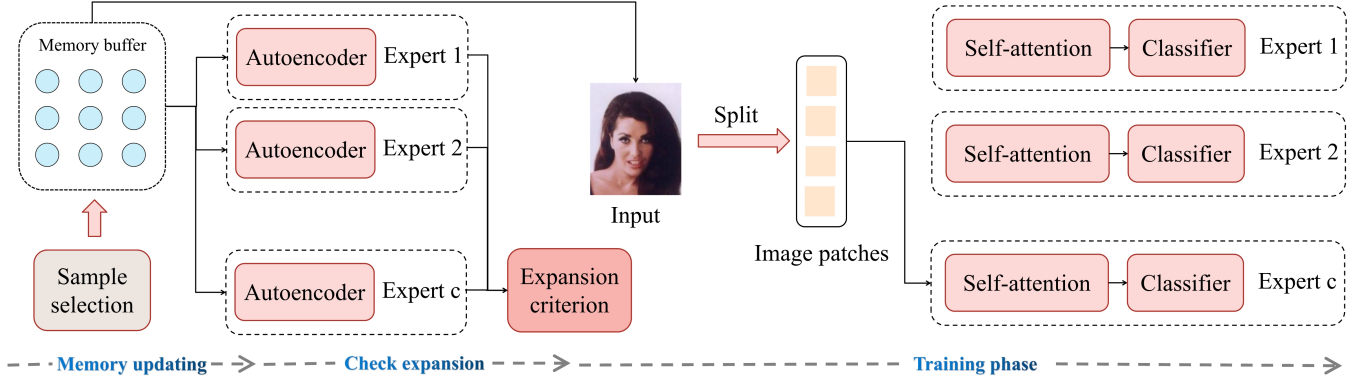 Memory buffer
Autoencoder Expert 1
Autoencoder Expert 2
Autoencoder Expert c
Sample
selection
Expansion
criterion
Input
Split
Image patches
Self-attention Classifier Expert 1
Self-attention Classifier Expert 2
Self-attention Classifier Expert c
Memory updating Check expansion Training phase